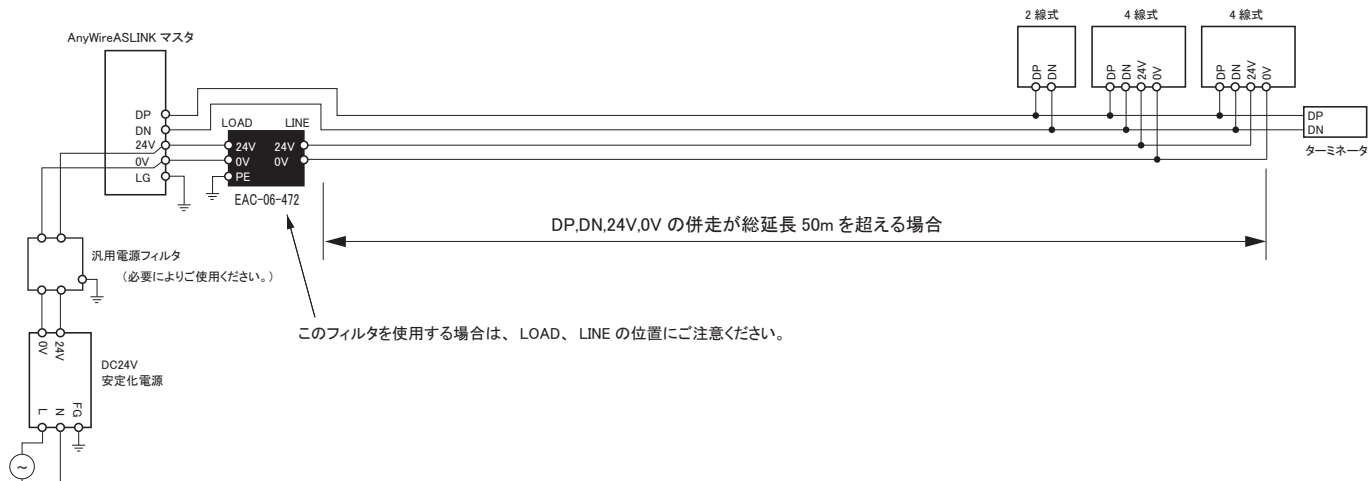 2 線式
4 線式
4 線式
AnyWireASLINK マスタ
DP
DN
DP
DN
24V
0V
DP
DN
24V
0V
DP
DN
24V
0V
LG
LOAD
LINE
24V
24V
0V
0V
PE
EAC-06-472
DP
DN
ターミネータ
DP,DN,24V,0V の併走が総延長 50m を超える場合
汎用電源フィルタ
(必要によりご使用ください。)
このフィルタを使用する場合は、LOAD、LINE の位置にご注意ください。
0V
24V
DC24V
安定化電源
L
N
FG
~